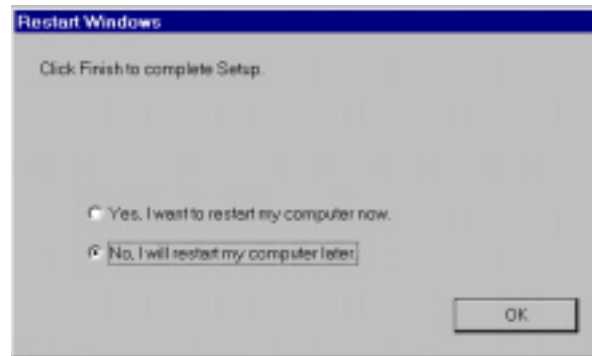 Restart Windows
Click Finish to complete Setup.
Yes, I want to restart my computer now.
No, I will restart my computer later.
OK